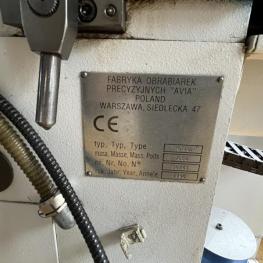 FABRYKA OBRABIAREK
PRECYZYJNYCH "AVIA"
POLAND
WARSZAWA, SIEDLECKA 47
CE
typ, Typ, Type
masa, Masse, Mass, Poids
nr, Nr, No, N°
rok, Jahr, Year, Année